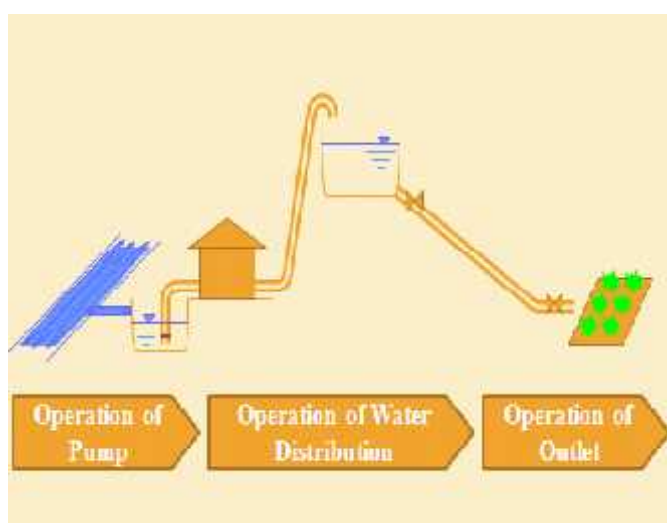 Operation of
Pump
Operation of Water
Distribution
Operation of
Outlet